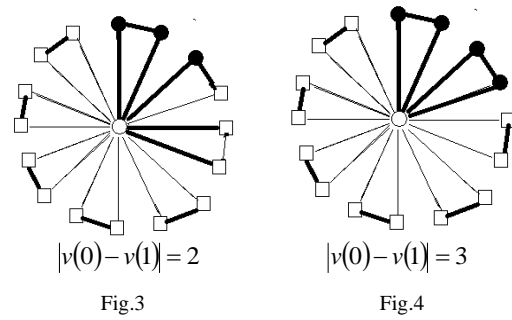 |v(0) − v(1)| = 2
|v(0) − v(1)| = 3
Fig.3
Fig.4